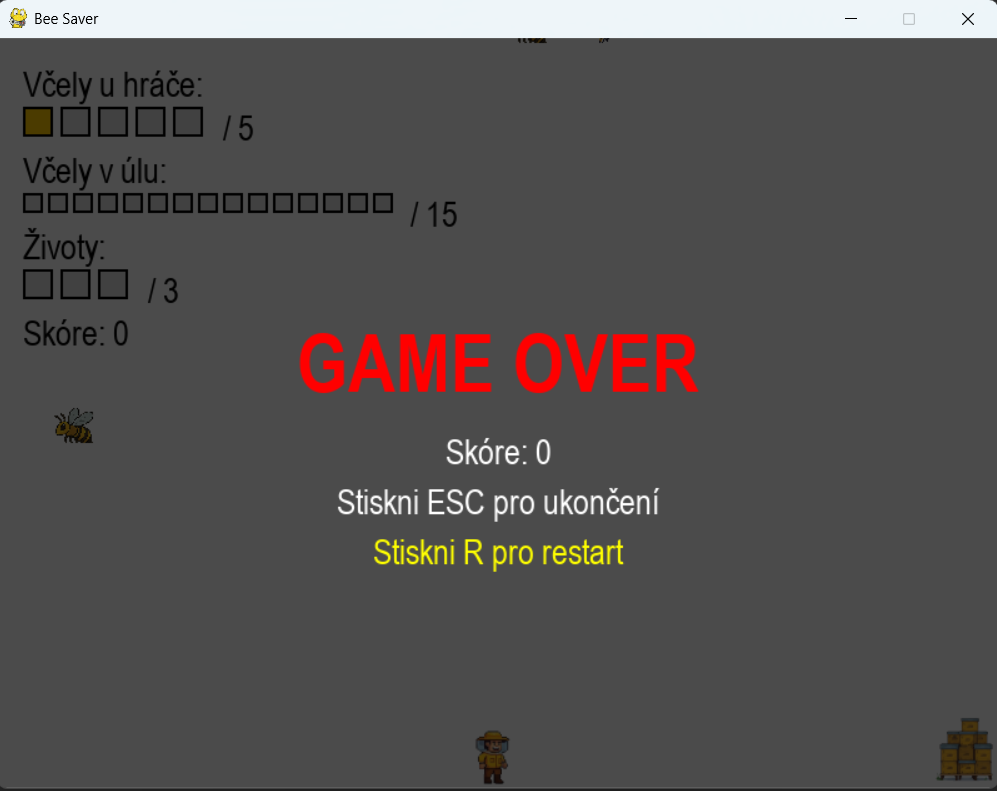 Bee Saver
Včely u hráče:
/ 5
Včely v úlu:
/ 15
Životy:
/ 3
Skóre: 0
GAME OVER
Skóre: 0
Stiskni ESC pro ukončení
Stiskni R pro restart